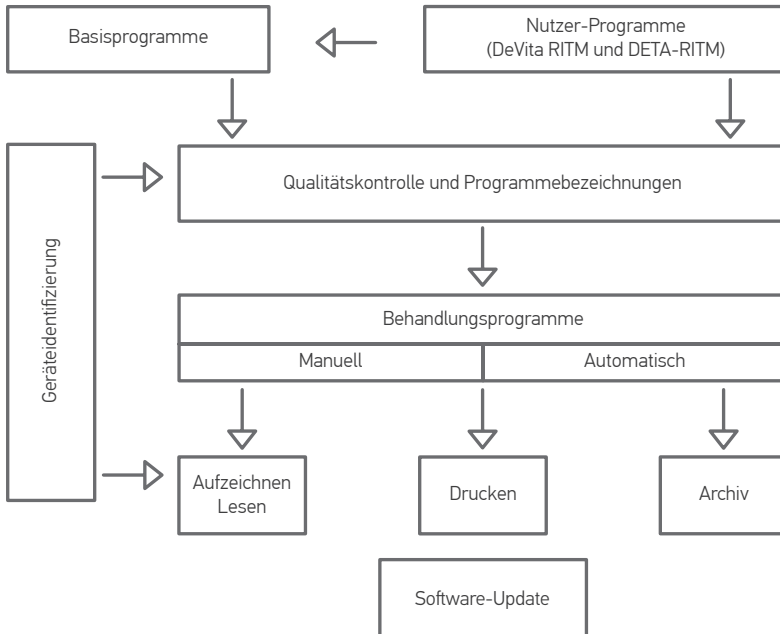 Basisprogramme
Nutzer-Programme
(DeVita RITM und DETA-RITM)
Geräteidentifizierung
Qualitätskontrolle und Programmebezeichnungen
Behandlungsprogramme
Manuell
Automatisch
Aufzeichnen
Lesen
Drucken
Archiv
Software-Update